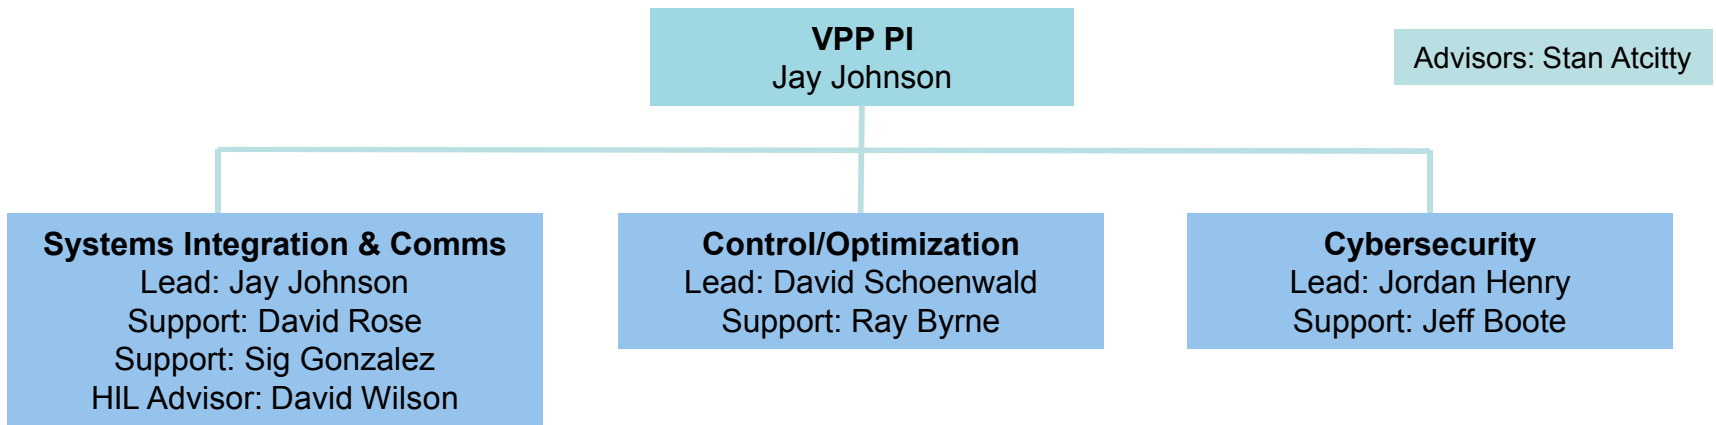 VPP PI
Jay Johnson
Advisors: Stan Atcitty
Systems Integration & Comms
Lead: Jay Johnson
Support: David Rose
Support: Sig Gonzalez
HIL Advisor: David Wilson
Control/Optimization
Lead: David Schoenwald
Support: Ray Byrne
Cybersecurity
Lead: Jordan Henry
Support: Jeff Boote